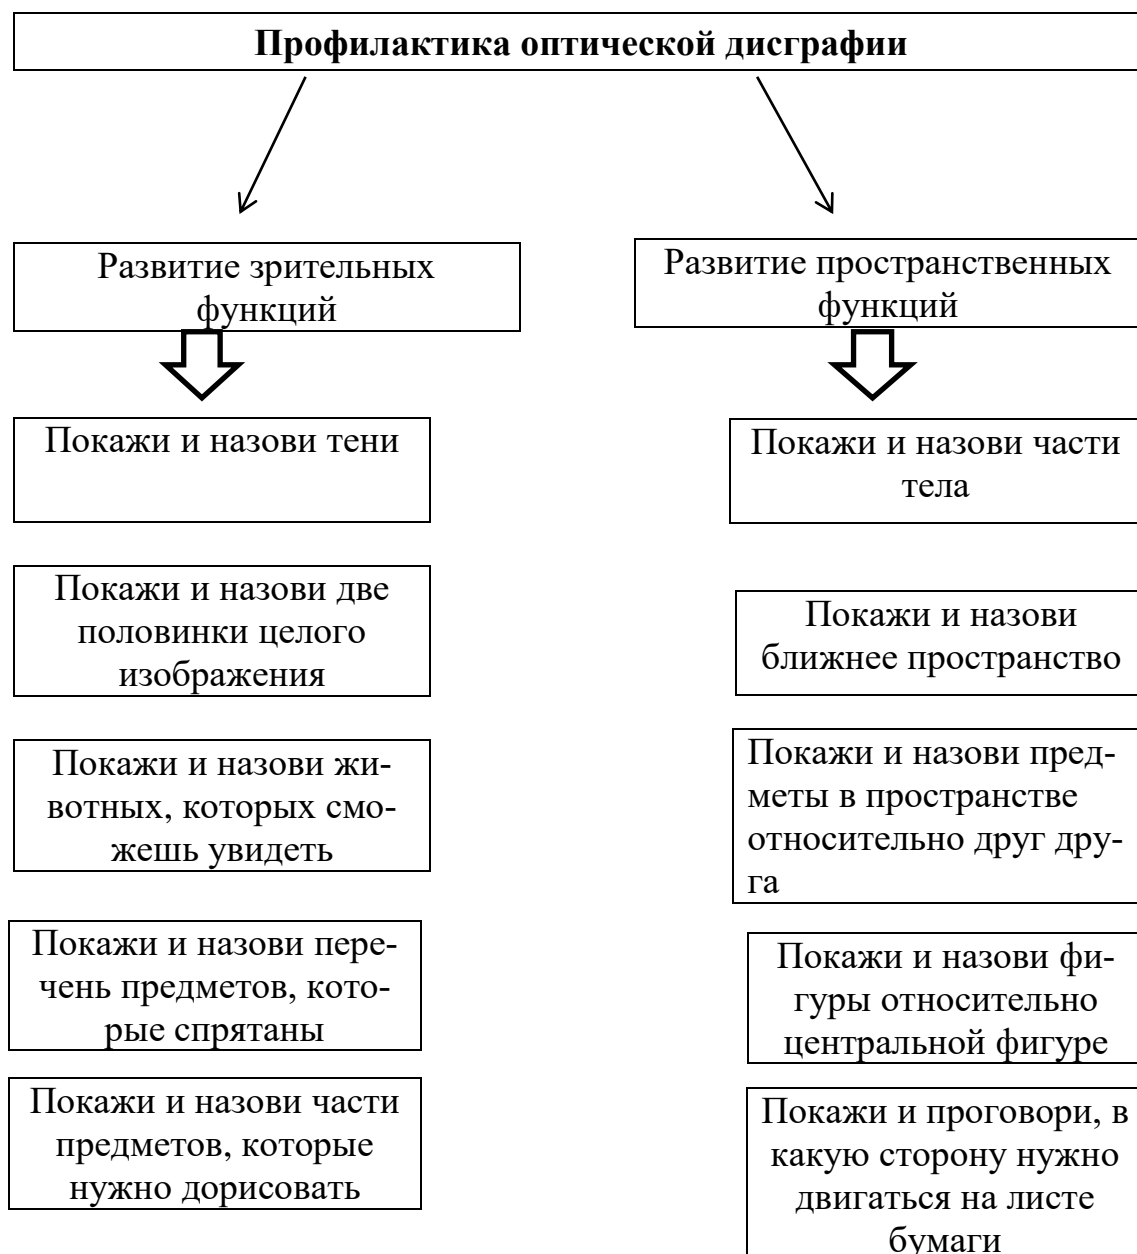 Профилактика оптической дисграфии
Развитие зрительных
функций
Покажи и назови тени
Покажи и назови две
половинки целого
изображения
Покажи и назови жи-
вотных, которых смо-
жешь увидеть
Покажи и назови пере-
чень предметов, кото-
рые спрятаны
Покажи и назови части
предметов, которые
нужно дорисовать
Развитие пространственных
функций
Покажи и назови части
тела
Покажи и назови
ближнее пространство
Покажи и назови пред-
меты в пространстве
относительно друг дру-
га
Покажи и назови фи-
гуры относительно
центральной фигуре
Покажи и проговори, в
какую сторону нужно
двигаться на листе
бумаги